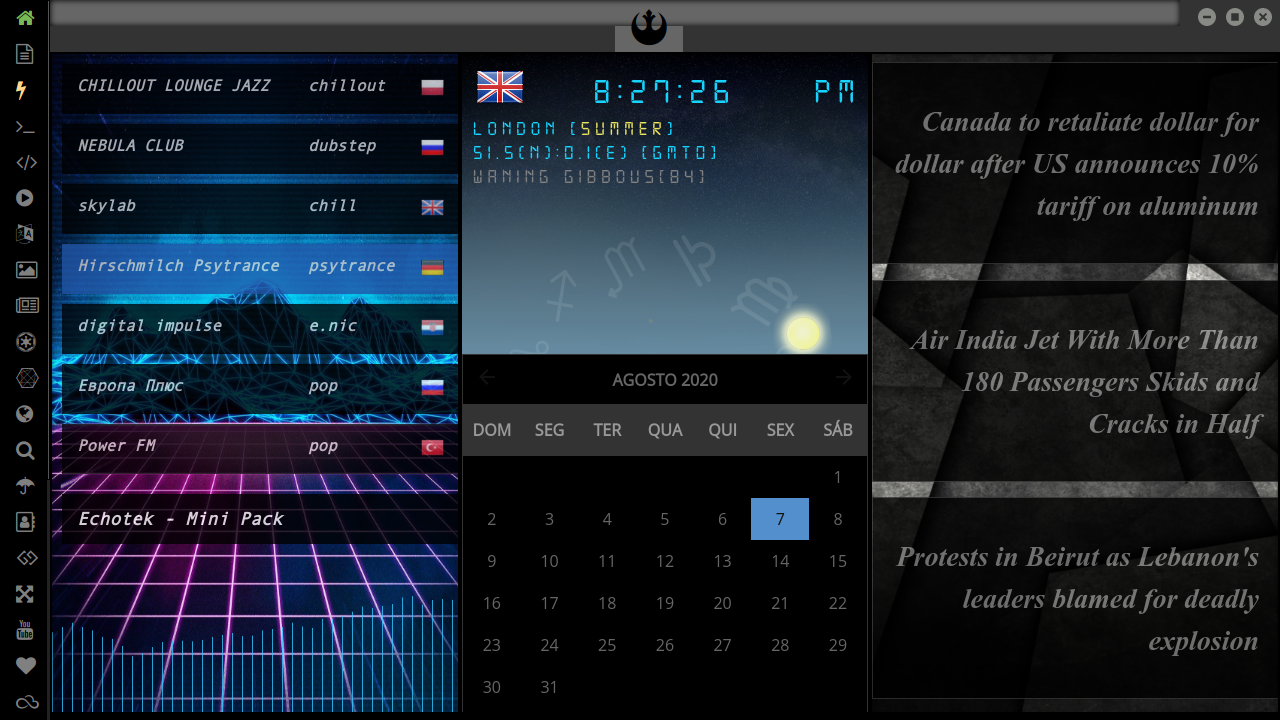 CHILLOUT LOUNGE JAZZ chillout
NEBULA CLUB dubstep
skylab chill
Hirschmilch Psytrance psytrance
digital impulse e.nic
Европа Плюс pop
Power FM pop
Echotek - Mini Pack
8:27:26 PM
LONDON (SUMMER)
51.5(N):0.1(E) (GMT0)
WANING GIBBOUS(84)
AGOSTO 2020
DOM SEG TER QUA QUI SEX SÁB
1
2 3 4 5 6 7 8
9 10 11 12 13 14 15
16 17 18 19 20 21 22
23 24 25 26 27 28 29
30 31
Canada to retaliate dollar for
dollar after US announces 10%
tariff on aluminum
Air India Jet With More Than
180 Passengers Skids and
Cracks in Half
Protests in Beirut as Lebanon's
leaders blamed for deadly
explosion
You
Tube